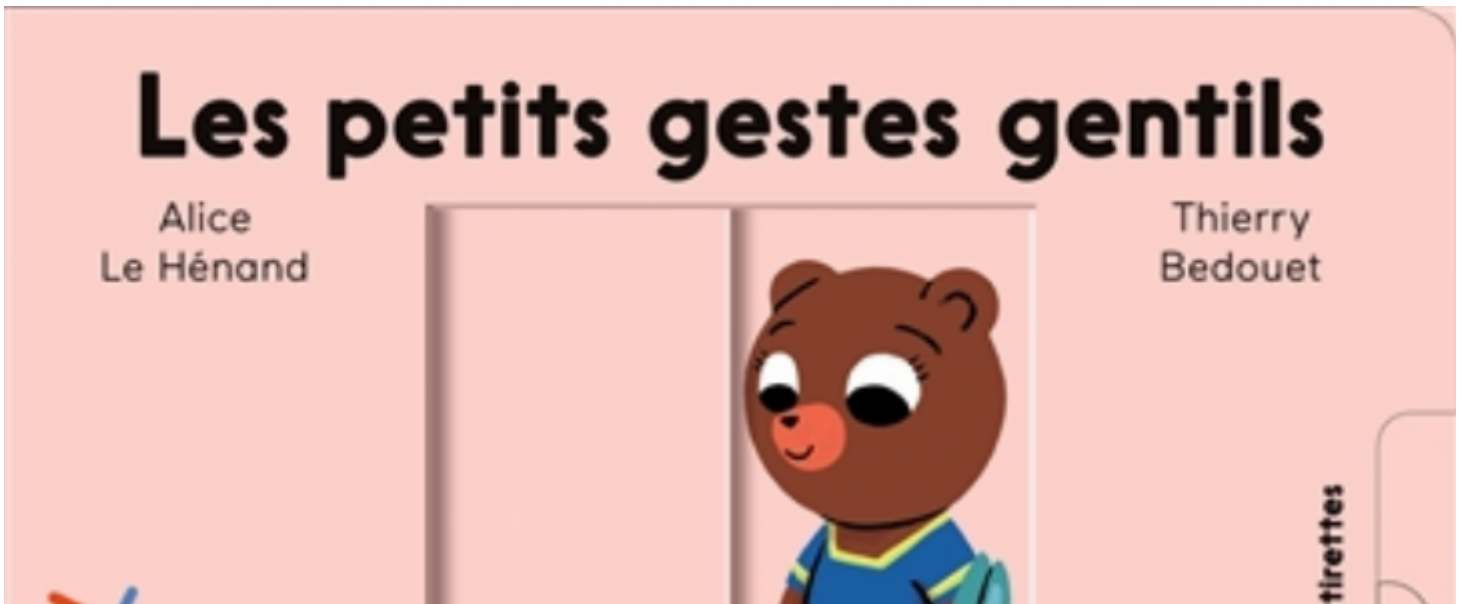 Les petits gestes gentils
Alice
Le Hénand
Thierry
Bedouet
tirettes